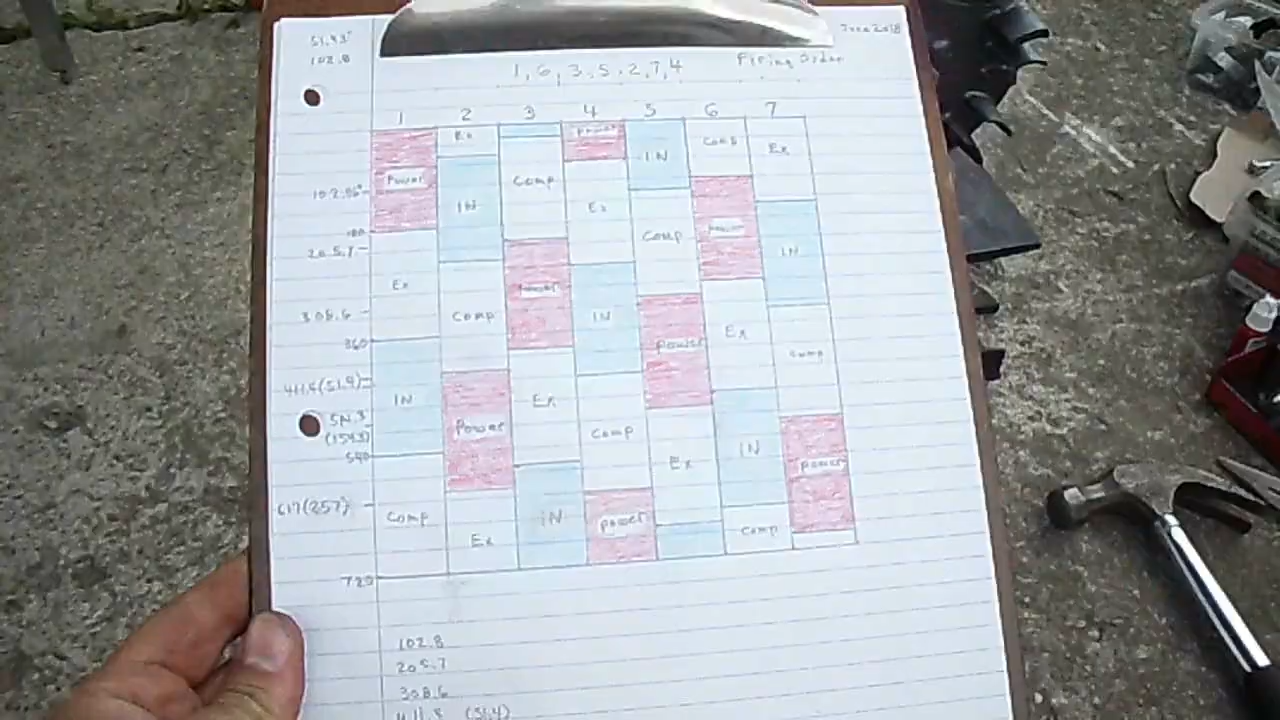 51.43°
102.8
June 2018
1, 6, 3, 5, 2, 7, 4 Firing Order
1 2 3 4 5 6 7
Power Ex Comp Power IN Comp Ex
102.86°
IN Ex Comp Power IN
180
205.7
Ex Comp Power IN Power Ex Comp
308.6
360
411.4(51.4)
IN Power Ex Comp Ex IN Power
514.3
(154.3)
540
617(257)
Comp Ex IN Power Comp
720
102.8
205.7
308.6
411.4 (51.4)